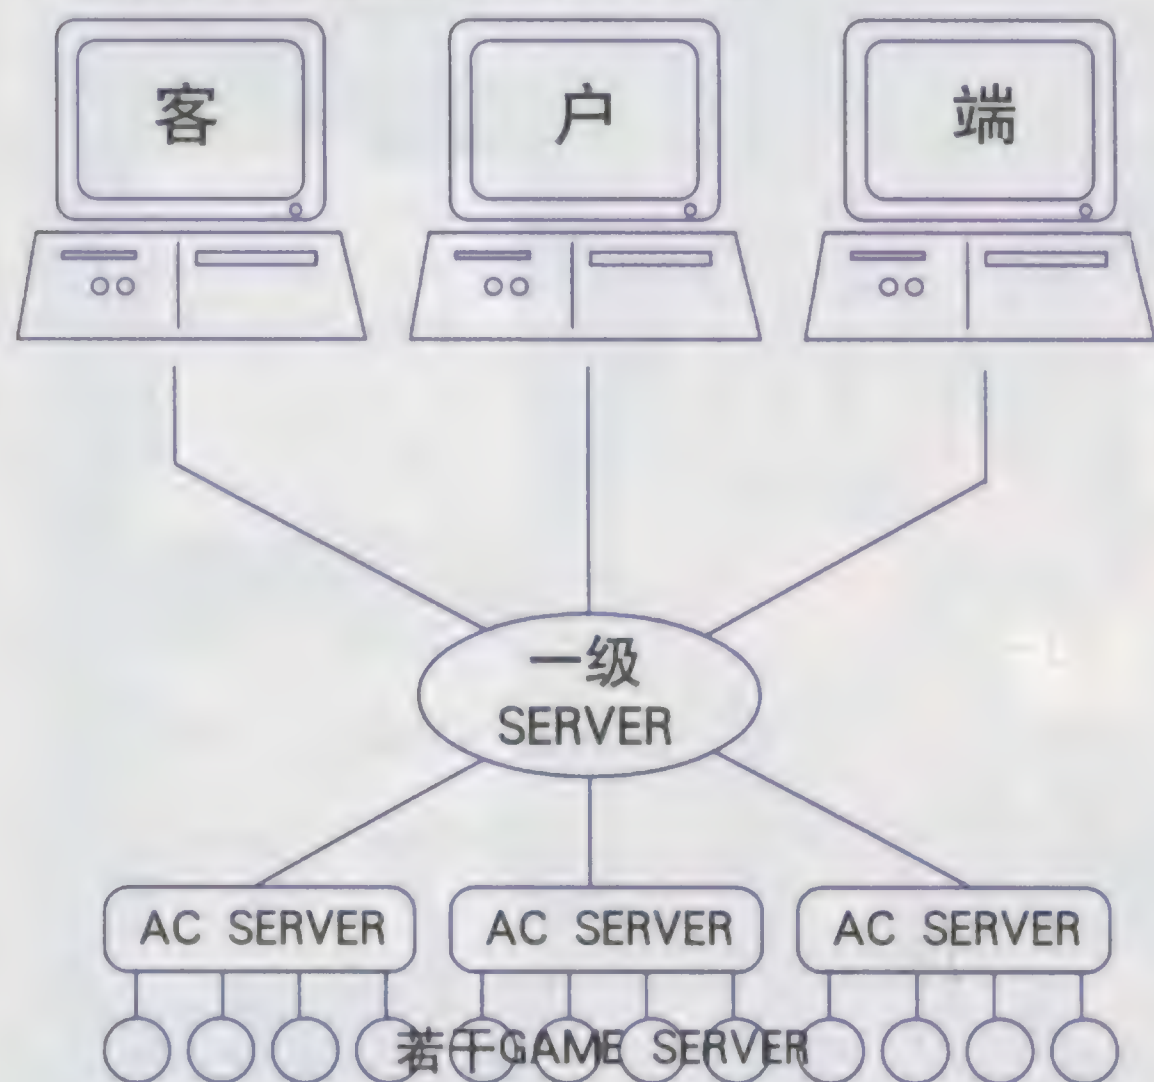 客 户 端
一级
SERVER
AC SERVER AC SERVER AC SERVER
若干GAME SERVER